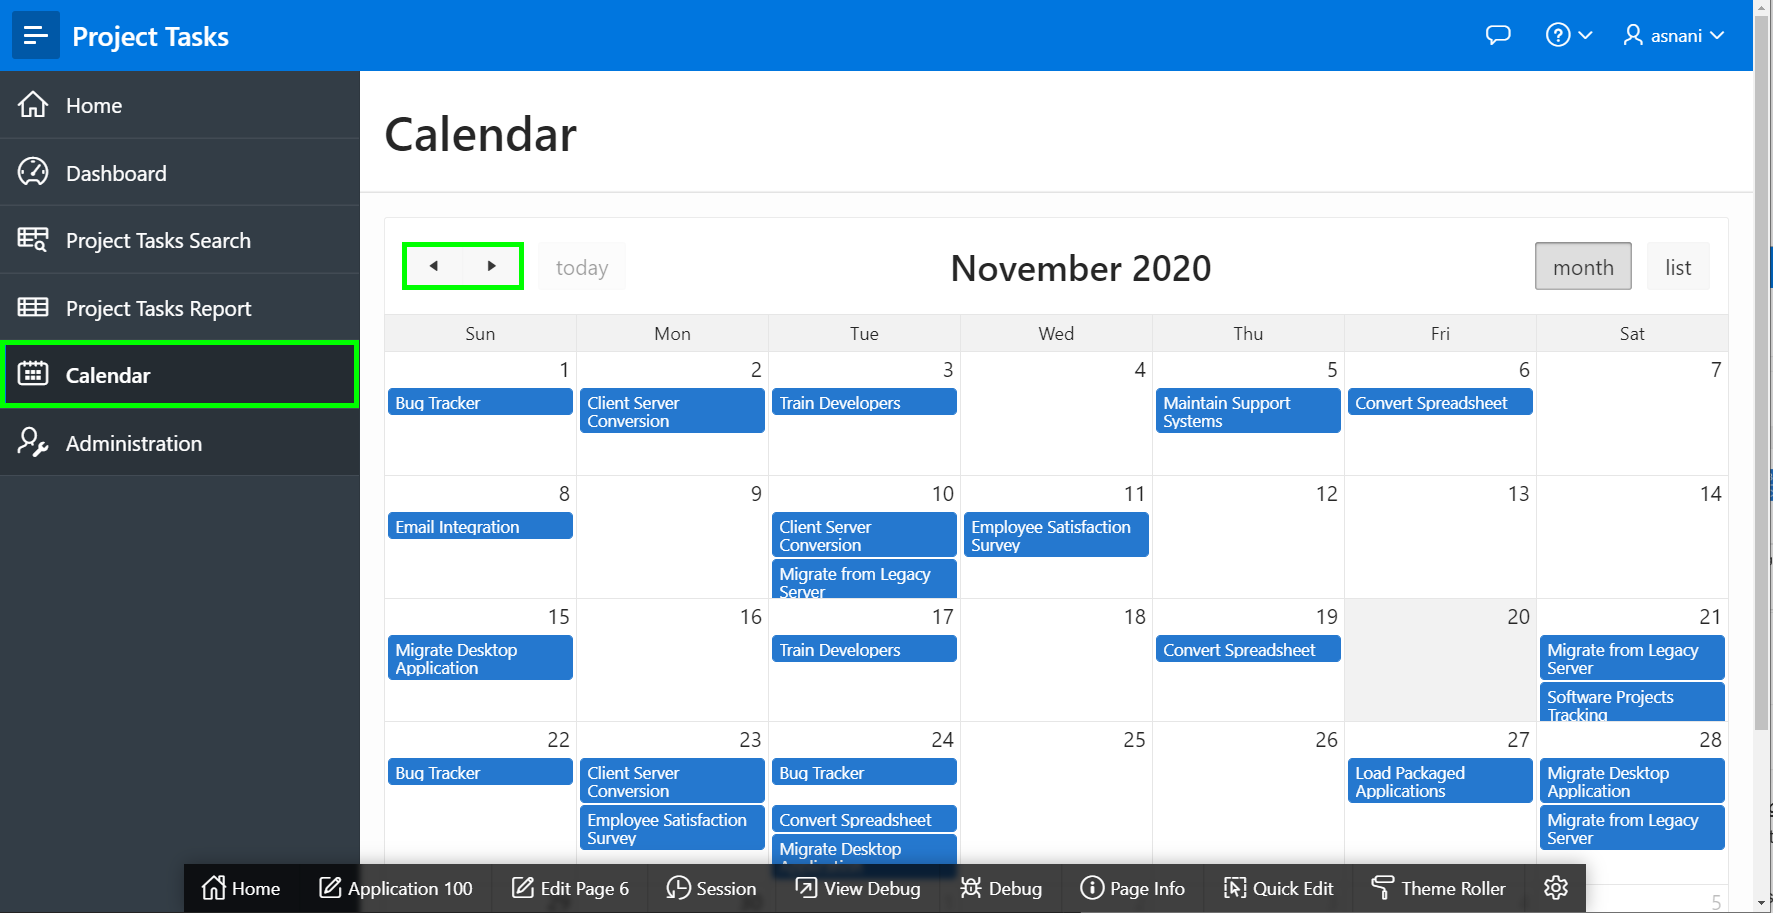 Project Tasks
asnani
Home
Dashboard
Project Tasks Search
Project Tasks Report
Calendar
Administration
Calendar
today
November 2020
month
list
Sun Mon Tue Wed Thu Fri Sat
1 2 3 4 5 6 7
Bug Tracker
Client Server
Conversion
Train Developers
Maintain Support
Systems
Convert Spreadsheet
8 9 10 11 12 13 14
Email Integration
Client Server
Conversion
Migrate from Legacy
Server
Employee Satisfaction
Survey
15 16 17 18 19 20 21
Migrate Desktop
Application
Train Developers
Convert Spreadsheet
Migrate from Legacy
Server
Software Projects
Tracking
22 23 24 25 26 27 28
Bug Tracker
Client Server
Conversion
Employee Satisfaction
Survey
Bug Tracker
Convert Spreadsheet
Migrate Desktop
Load Packaged
Applications
Migrate Desktop
Application
Migrate from Legacy
Server
5
Home Application 100 Edit Page 6 Session View Debug Debug Page Info Quick Edit Theme Roller